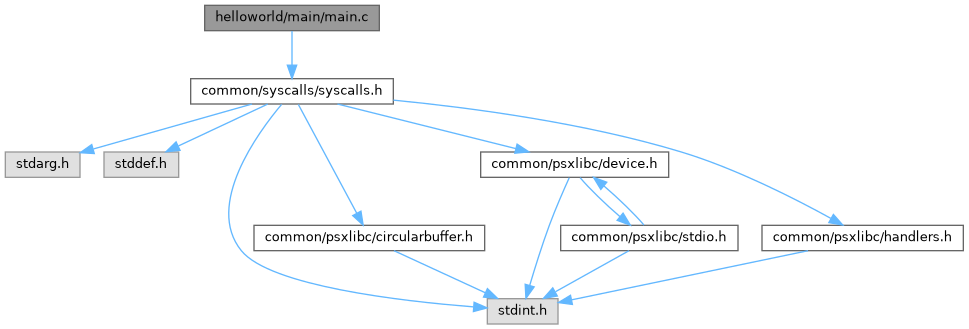 helloworld/main/main.c
common/syscalls/syscalls.h
stdarg.h
stddef.h
common/psxlibc/device.h
common/psxlibc/circularbuffer.h
common/psxlibc/stdio.h
common/psxlibc/handlers.h
stdint.h